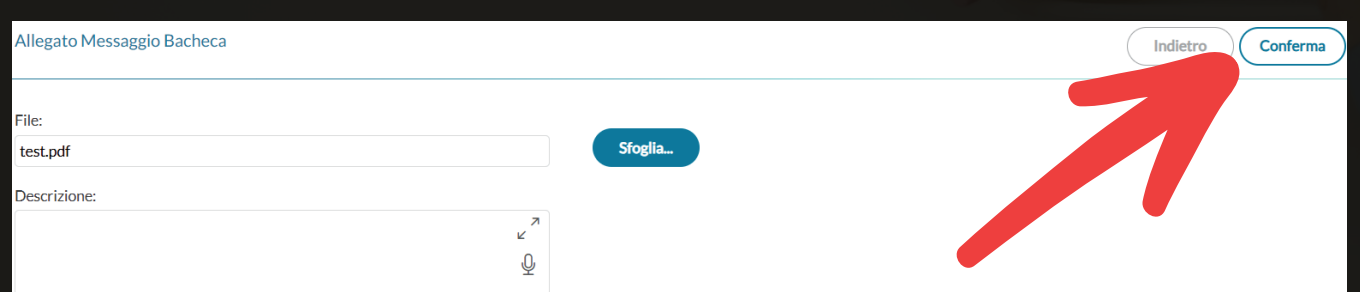 Allegato Messaggio Bacheca
Indietro
Conferma
File:
test.pdf
Sfoglia...
Descrizione: